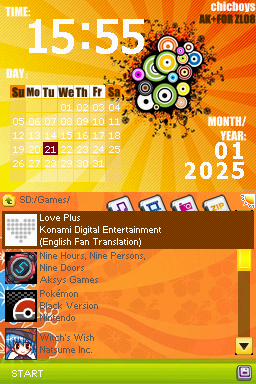 TIME:
15:55
chicboys
AK+FOR ZL08
DAY:
Su Mo Tu We Th Fr Sa
01 02 03 04
05 06 07 08 09 10 11
12 13 14 15 16 17 18
19 20 21 22 23 24 25
26 27 28 29 30 31
MONTH/
YEAR:
01
2025
SD:/Games/
ZIP
Love Plus
Konami Digital Entertainment
(English Fan Translation)
Nine Hours, Nine Persons,
Nine Doors
Aksys Games
Pokémon
Black Version
Nintendo
Witch's Wish
Natsume Inc.
START